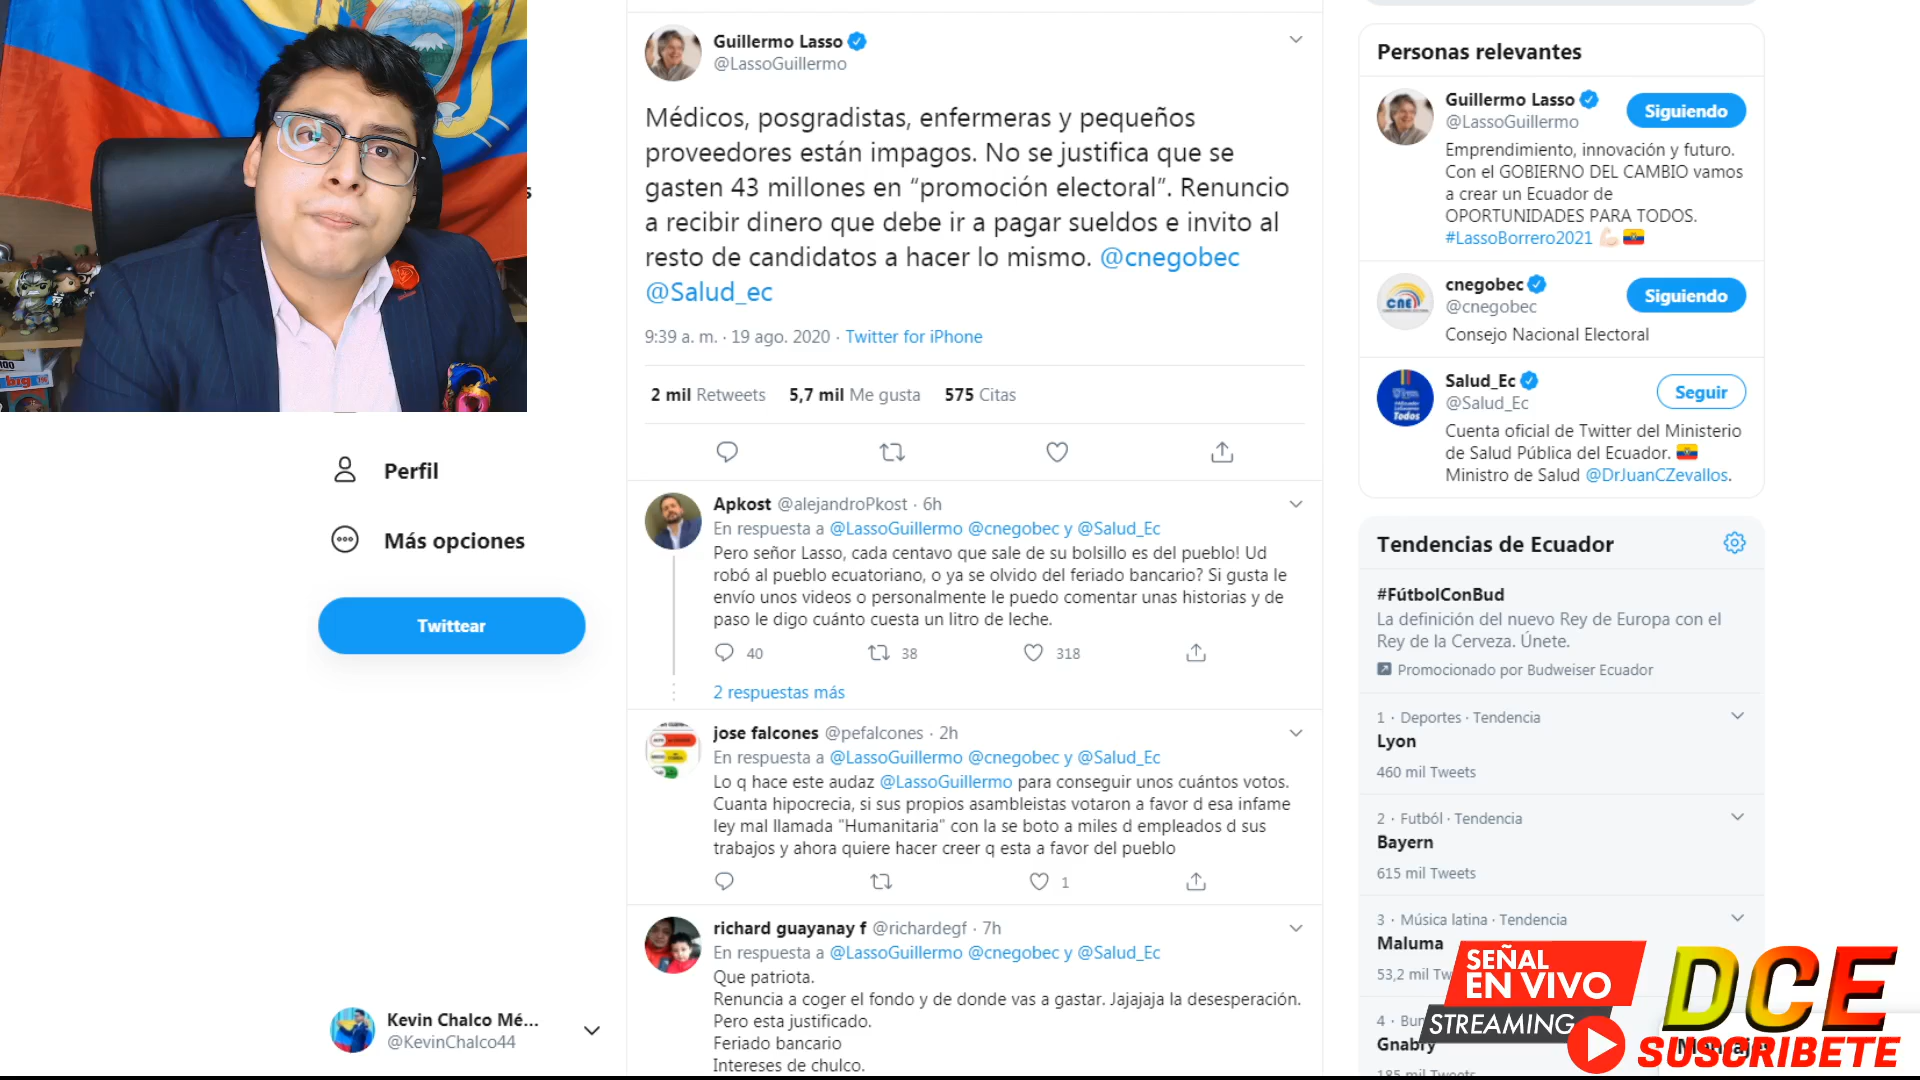 Guillermo Lasso
@LassoGuillermo
Médicos, posgradistas, enfermeras y pequeños
proveedores están impagos. No se justifica que se
gasten 43 millones en “promoción electoral”. Renuncio
a recibir dinero que debe ir a pagar sueldos e invito al
resto de candidatos a hacer lo mismo. @cnegobec
@Salud_ec
9:39 a. m. · 19 ago. 2020 · Twitter for iPhone
2 mil Retweets 5,7 mil Me gusta 575 Citas
Apkost @alejandroPkost · 6h
En respuesta a @LassoGuillermo @cnegobec y @Salud_Ec
Pero señor Lasso, cada centavo que sale de su bolsillo es del pueblo! Ud
robó al pueblo ecuatoriano, o ya se olvido del feriado bancario? Si gusta le
envío unos videos o personalmente le puedo comentar unas historias y de
paso le digo cuánto cuesta un litro de leche.
40 38 318
2 respuestas más
jose falcones @pefalcones · 2h
En respuesta a @LassoGuillermo @cnegobec y @Salud_Ec
Lo q hace este audaz @LassoGuillermo para conseguir unos cuántos votos.
Cuanta hipocrecia, si sus propios asambleistas votaron a favor d esa infame
ley mal llamada "Humanitaria" con la se boto a miles d empleados d sus
trabajos y ahora quiere hacer creer q esta a favor del pueblo
1
richard guayanay f @richardegf · 7h
En respuesta a @LassoGuillermo @cnegobec y @Salud_Ec
Que patriota.
Renuncia a coger el fondo y de donde vas a gastar. Jajajaja la desesperación.
Pero esta justificado.
Feriado bancario
Intereses de chulco.
Perfil
Más opciones
Twittear
Kevin Chalco Mé...
@KevinChalco44
Personas relevantes
Guillermo Lasso
@LassoGuillermo
Siguiendo
Emprendimiento, innovación y futuro.
Con el GOBIERNO DEL CAMBIO vamos
a crear un Ecuador de
OPORTUNIDADES PARA TODOS.
#LassoBorrero2021 💪🏻 🇪🇨
CNE
cnegobec
@cnegobec
Siguiendo
Consejo Nacional Electoral
Todos
Salud_Ec
@Salud_Ec
Seguir
Cuenta oficial de Twitter del Ministerio
de Salud Pública del Ecuador. 🇪🇨
Ministro de Salud @DrJuanCZevallos.
Tendencias de Ecuador
#FútbolConBud
La definición del nuevo Rey de Europa con el
Rey de la Cerveza. Únete.
Promocionado por Budweiser Ecuador
1 · Deportes · Tendencia
Lyon
460 mil Tweets
2 · Futból · Tendencia
Bayern
615 mil Tweets
3 · Música latina · Tendencia
Maluma
53,2 mil Tw
4 · Bun
Gnabry
185 mil Tweets
SEÑAL
EN VIVO
STREAMING
DCE
SUSCRIBETE
Mensajes
big